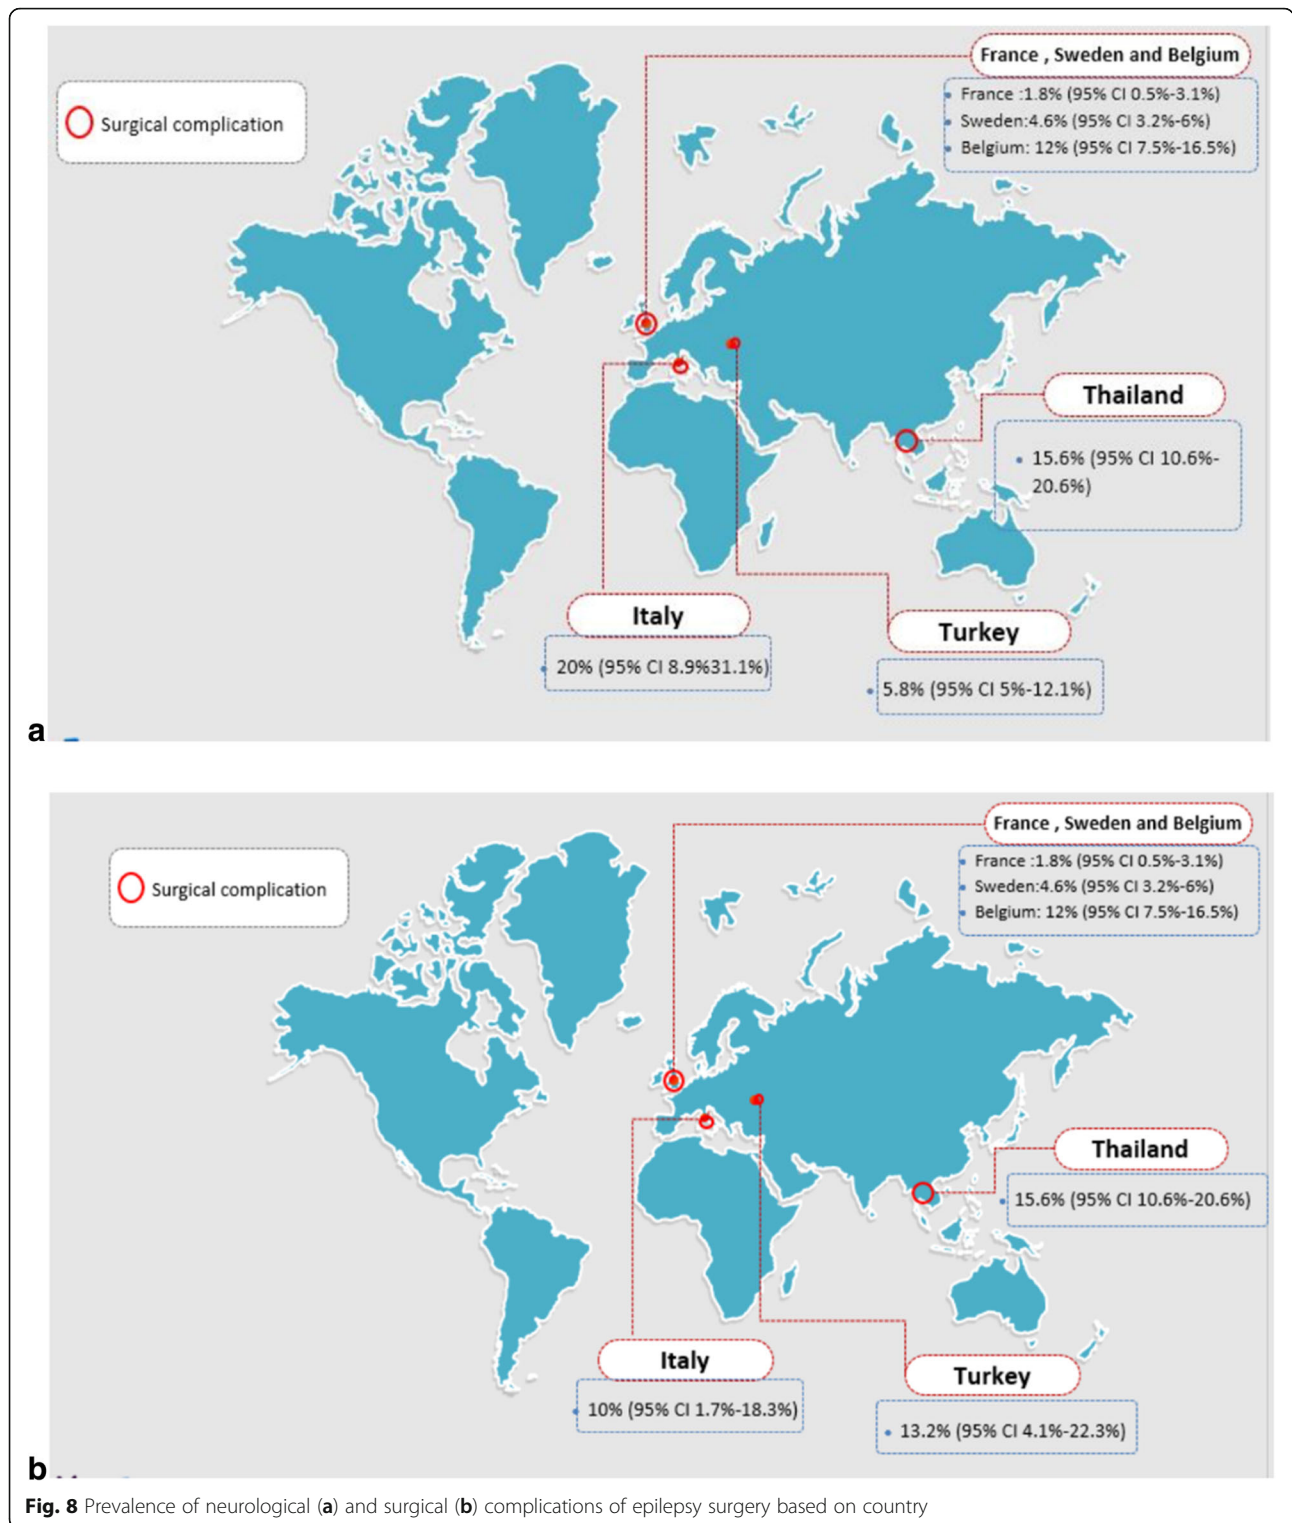 France , Sweden and Belgium
• France :1.8% (95% CI 0.5%-3.1%)
• Sweden:4.6% (95% CI 3.2%-6%)
• Belgium: 12% (95% CI 7.5%-16.5%)
Surgical complication
Thailand
• 15.6% (95% CI 10.6%-
20.6%)
Italy
• 20% (95% CI 8.9%31.1%)
Turkey
• 5.8% (95% CI 5%-12.1%)
a
France , Sweden and Belgium
• France :1.8% (95% CI 0.5%-3.1%)
• Sweden:4.6% (95% CI 3.2%-6%)
• Belgium: 12% (95% CI 7.5%-16.5%)
Surgical complication
Thailand
• 15.6% (95% CI 10.6%-20.6%)
Italy
• 10% (95% CI 1.7%-18.3%)
Turkey
• 13.2% (95% CI 4.1%-22.3%)
b
Fig. 8 Prevalence of neurological (a) and surgical (b) complications of epilepsy surgery based on country